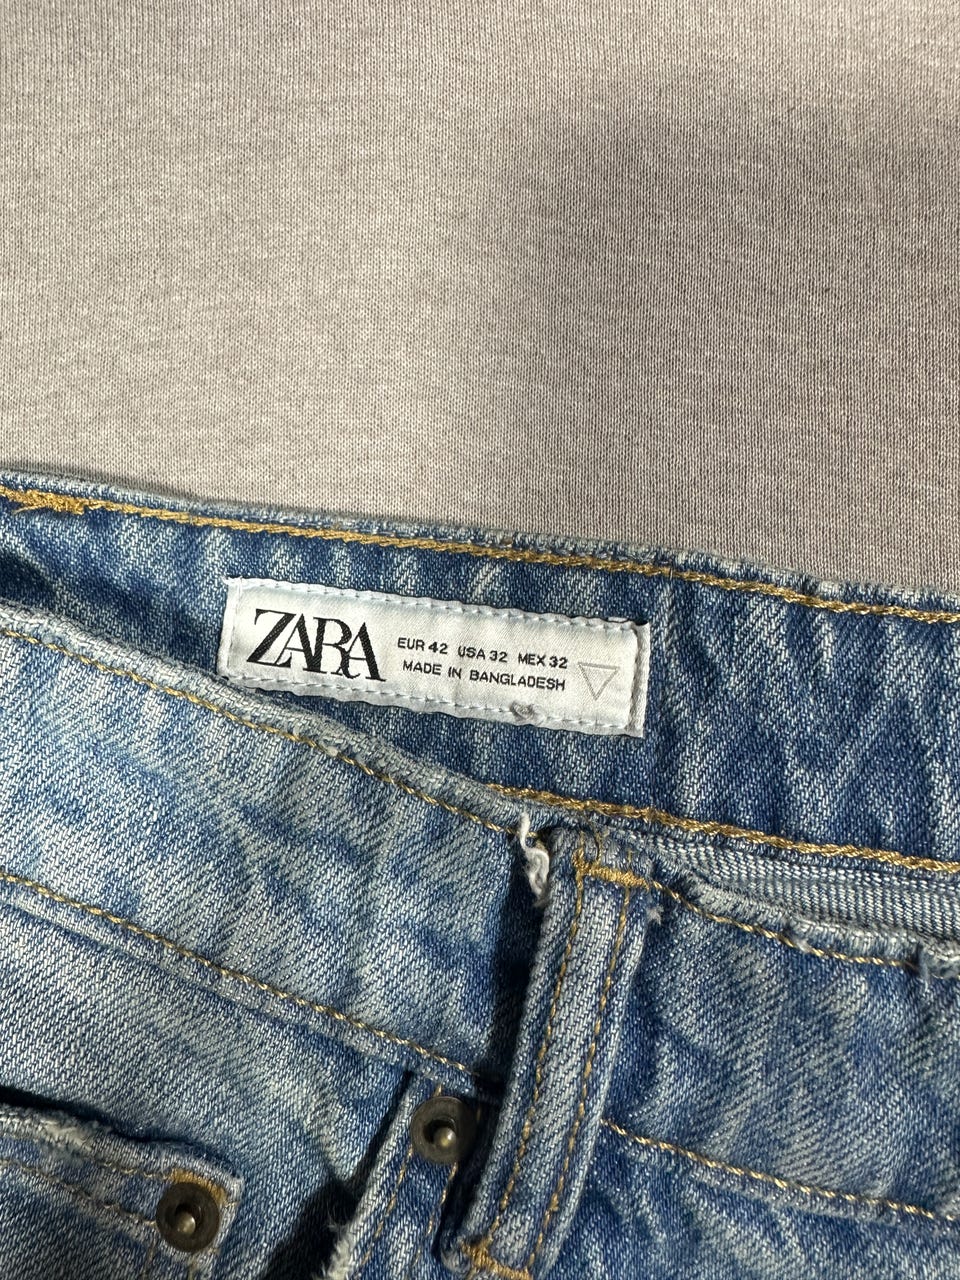 ZARA
EUR 42 USA 32 MEX 32
MADE IN BANGLADESH